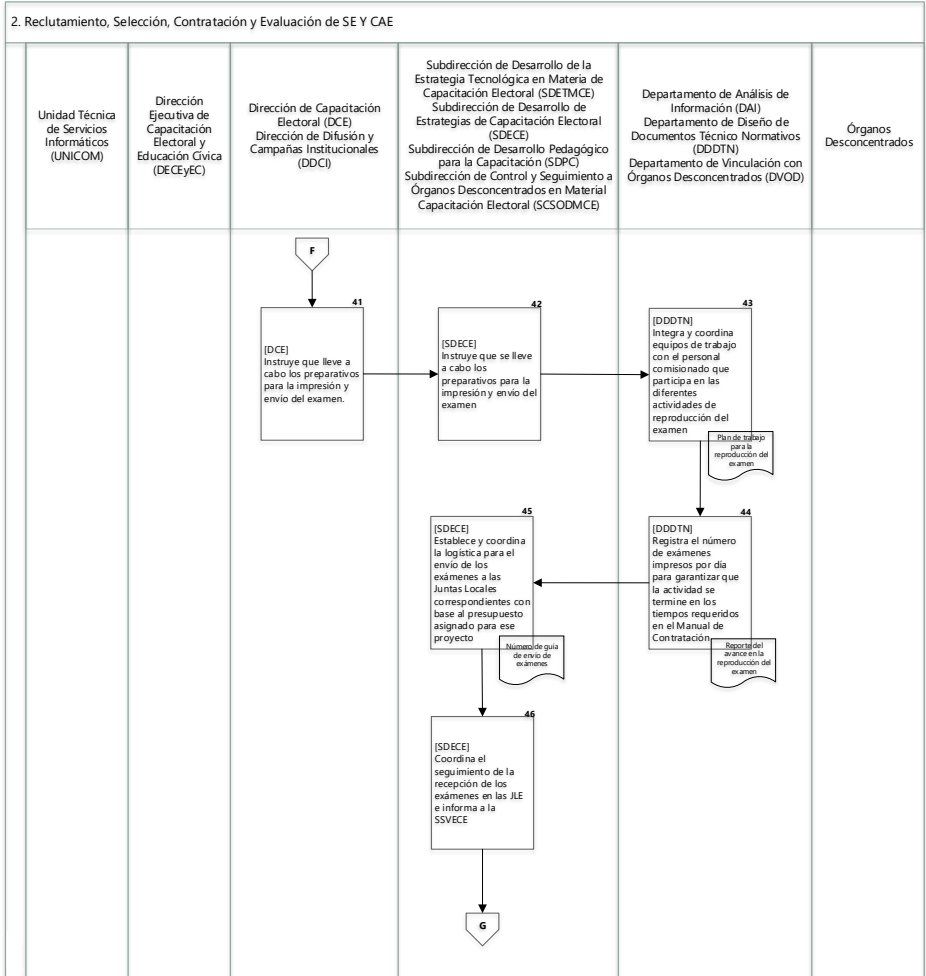 2. Reclutamiento, Selección, Contratación y Evaluación de SE Y CAE
Unidad Técnica
de Servicios
Informáticos
(UNICOM)
Dirección
Ejecutiva de
Capacitación
Electoral y
Educación Cívica
(DECEyEC)
Dirección de Capacitación
Electoral (DCE)
Dirección de Difusión y
Campañas Institucionales
(DDCI)
Subdirección de Desarrollo de la
Estrategia Tecnológica en Materia de
Capacitación Electoral (SDETMCE)
Subdirección de Desarrollo de
Estrategias de Capacitación Electoral
(SDECE)
Subdirección de Desarrollo Pedagógico
para la Capacitación (SDPC)
Subdirección de Control y Seguimiento a
Órganos Desconcentrados en Material
Capacitación Electoral (SCSODMCE)
Departamento de Análisis de
Información (DAI)
Departamento de Diseño de
Documentos Técnico Normativos
(DDDTN)
Departamento de Vinculación con
Órganos Desconcentrados (DVOD)
Órganos
Desconcentrados
F
41
[DCE]
Instruye que lleve a
cabo los preparativos
para la impresión y
envío del examen.
42
[SDECE]
Instruye que se lleve
a cabo los
preparativos para la
impresión y envío del
examen
43
[DDDTN]
Integra y coordina
equipos de trabajo
con el personal
comisionado que
participa en las
diferentes
actividades de
reproducción del
examen
Plan de trabajo
para la
reproducción del
examen
44
[DDDTN]
Registra el número
de exámenes
impresos por día
para garantizar que
la actividad se
termine en los
tiempos requeridos
en el Manual de
Contratación
Reporte del
avance en la
reproducción del
examen
45
[SDECE]
Establece y coordina
la logística para el
envío de los
exámenes a las
Juntas Locales
correspondientes con
base al presupuesto
asignado para ese
proyecto
Número de guía
de envío de
exámenes
46
[SDECE]
Coordina el
seguimiento de la
recepción de los
exámenes en las JLE
e informa a la
SSVECE
G